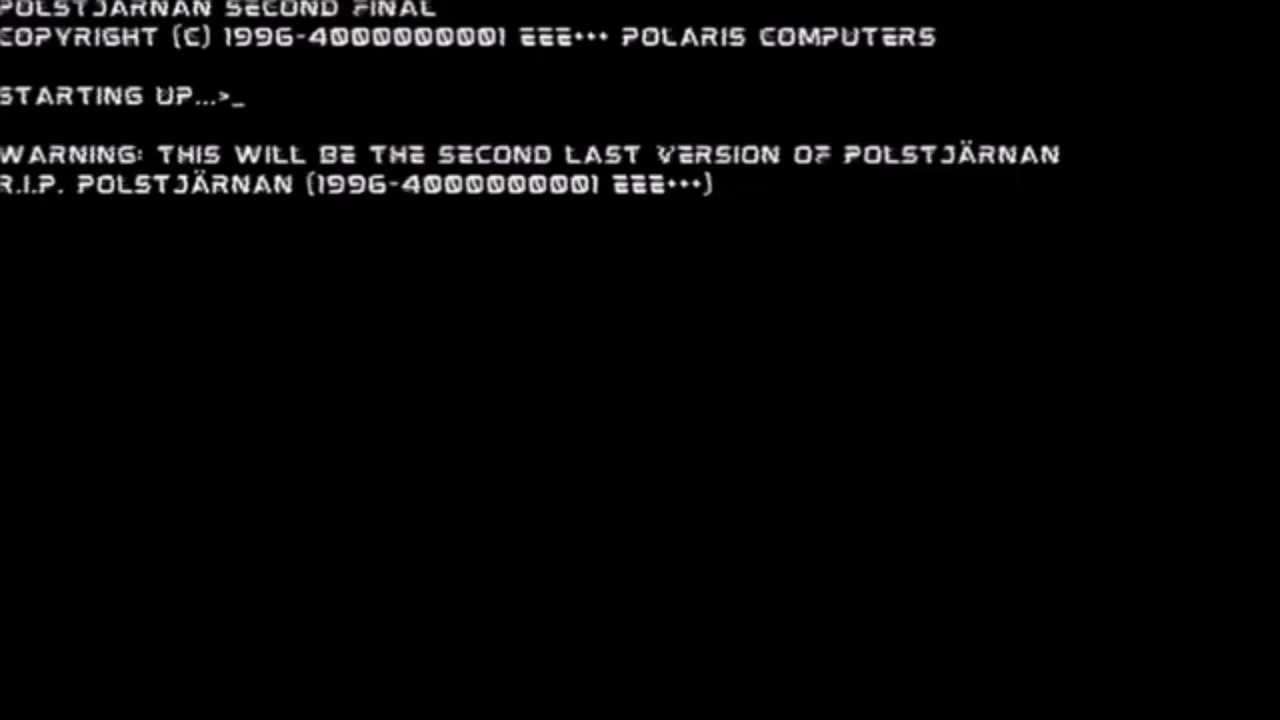 POLSTJÄRNAN SECOND FINAL
COPYRIGHT (C) 1996-4000000001 EEE••• POLARIS COMPUTERS
STARTING UP...>_
WARNING: THIS WILL BE THE SECOND LAST VERSION OF POLSTJÄRNAN
R.I.P. POLSTJÄRNAN (1996-4000000001 EEE•••)